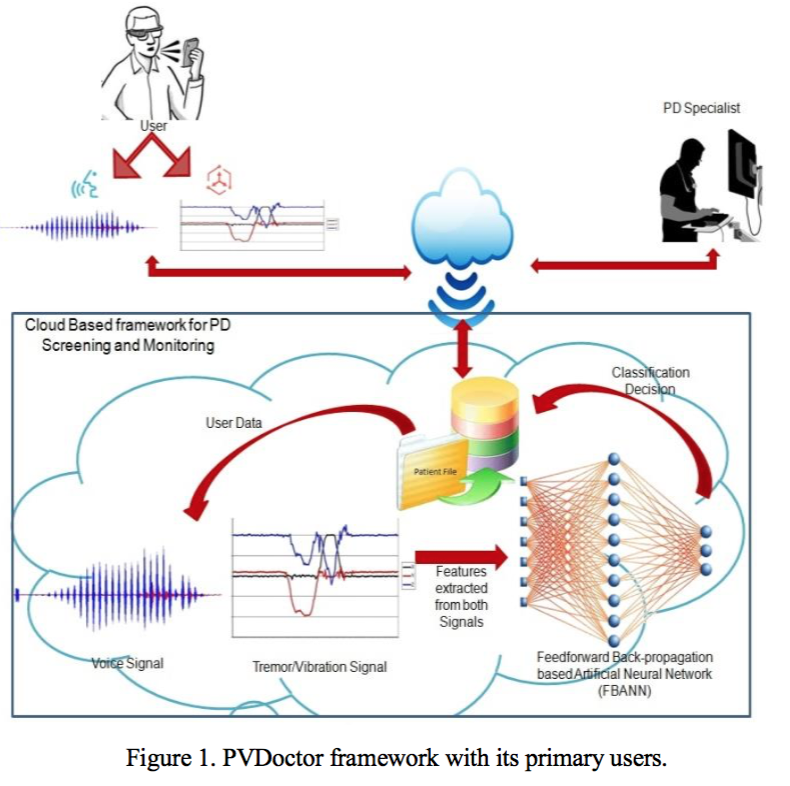 User
PD Specialist
Cloud Based framework for PD
Screening and Monitoring
Classification
Decision
User Data
Patient File
Features
extracted
from both
Signals
Voice Signal
Tremor/Vibration Signal
Feedforward Back-propagation
based Artificial Neural Network
(FBANN)
Figure 1. PVDoctor framework with its primary users.